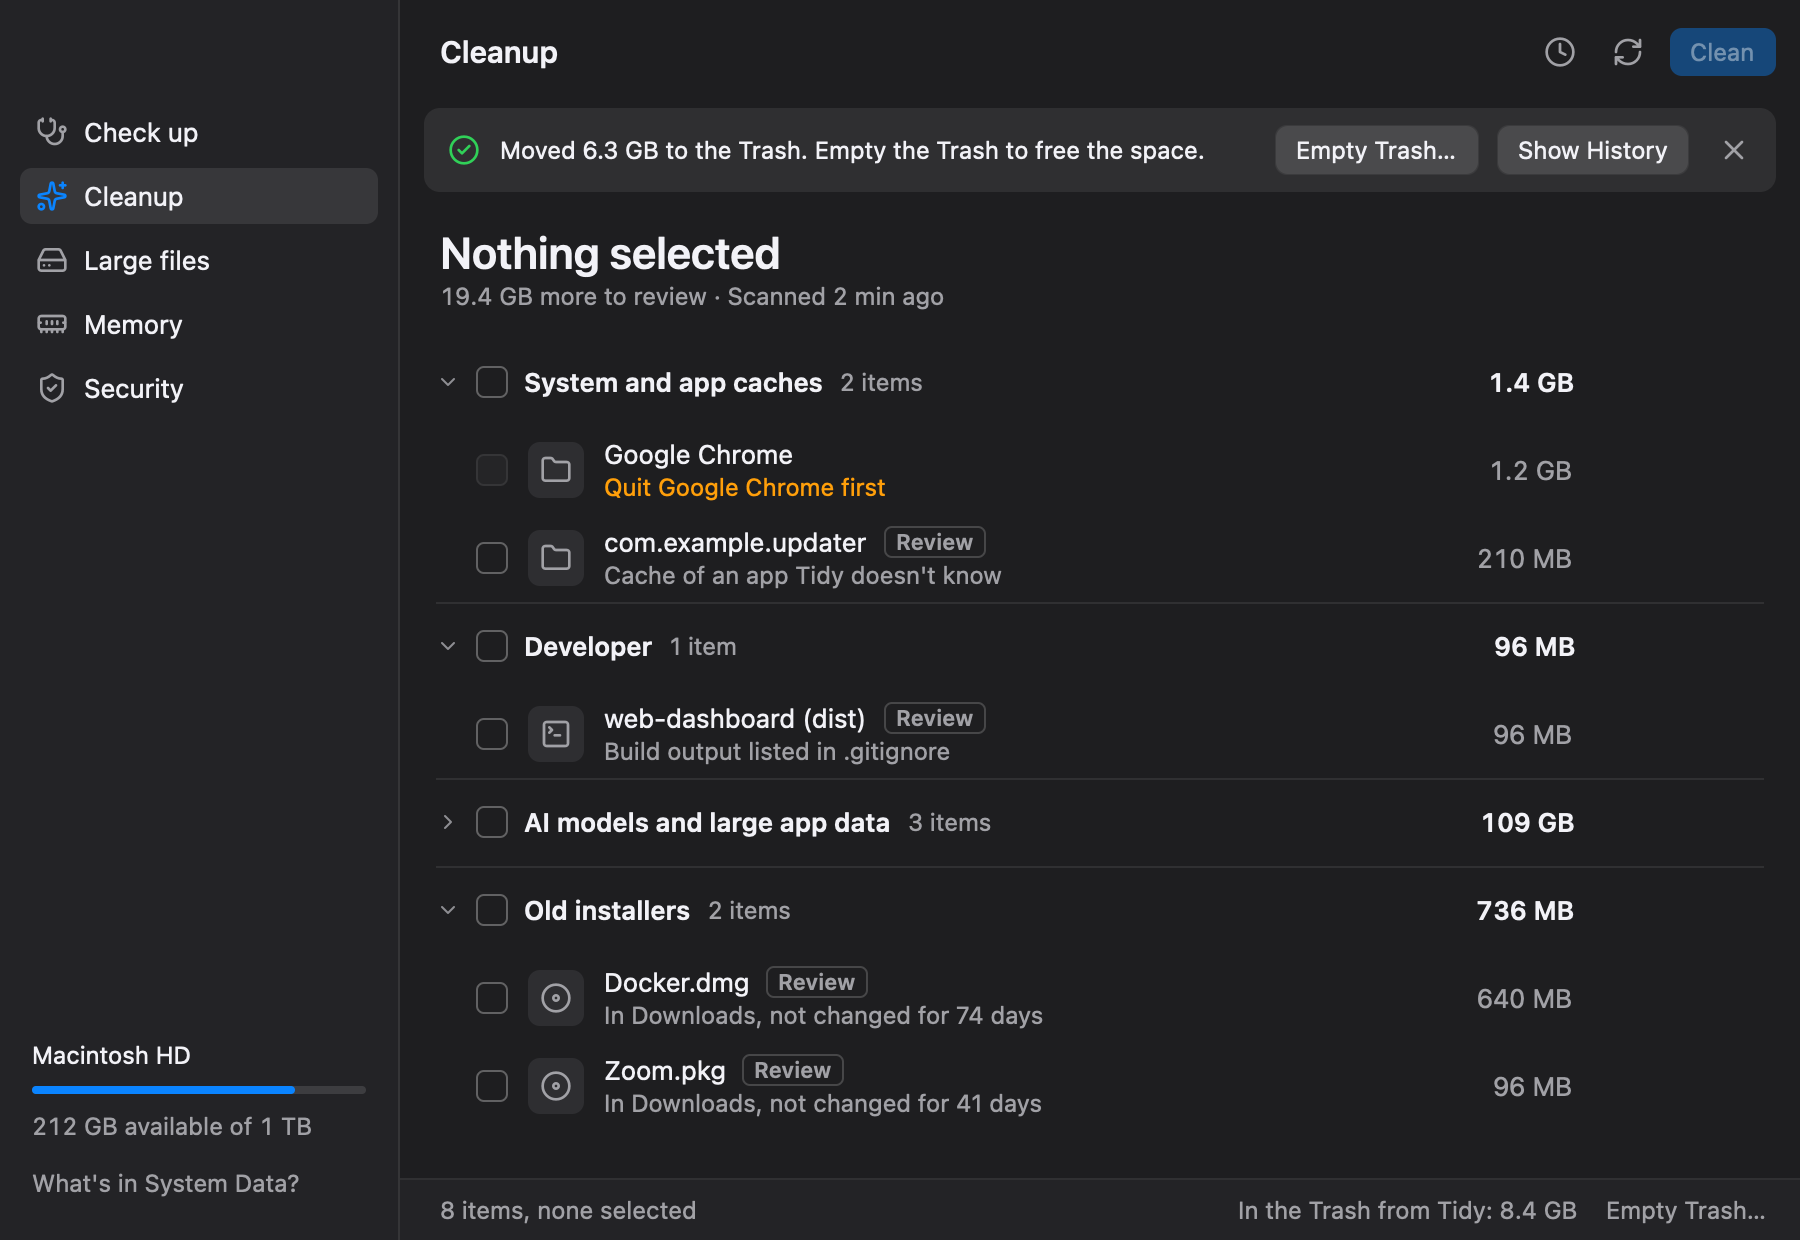 Cleanup
Clean
Check up
Cleanup
Large files
Memory
Security
Macintosh HD
212 GB available of 1 TB
What's in System Data?
Moved 6.3 GB to the Trash. Empty the Trash to free the space.
Empty Trash...
Show History
Nothing selected
19.4 GB more to review · Scanned 2 min ago
System and app caches 2 items 1.4 GB
Google Chrome
Quit Google Chrome first
1.2 GB
com.example.updater Review
Cache of an app Tidy doesn't know
210 MB
Developer 1 item 96 MB
web-dashboard (dist) Review
Build output listed in .gitignore
96 MB
AI models and large app data 3 items 109 GB
Old installers 2 items 736 MB
Docker.dmg Review
In Downloads, not changed for 74 days
640 MB
Zoom.pkg Review
In Downloads, not changed for 41 days
96 MB
8 items, none selected
In the Trash from Tidy: 8.4 GB
Empty Trash...